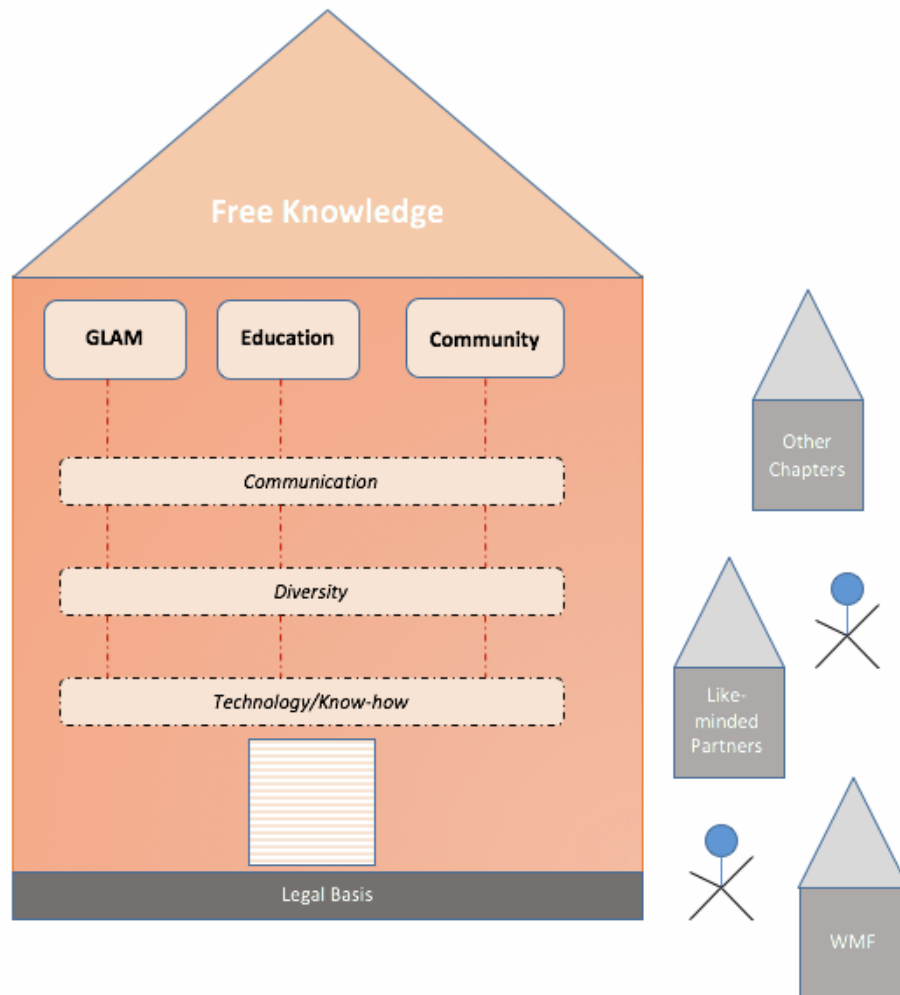 Free Knowledge
GLAM
Education
Community
Communication
Diversity
Technology/Know-how
Legal Basis
Other
Chapters
Like-
minded
Partners
WMF